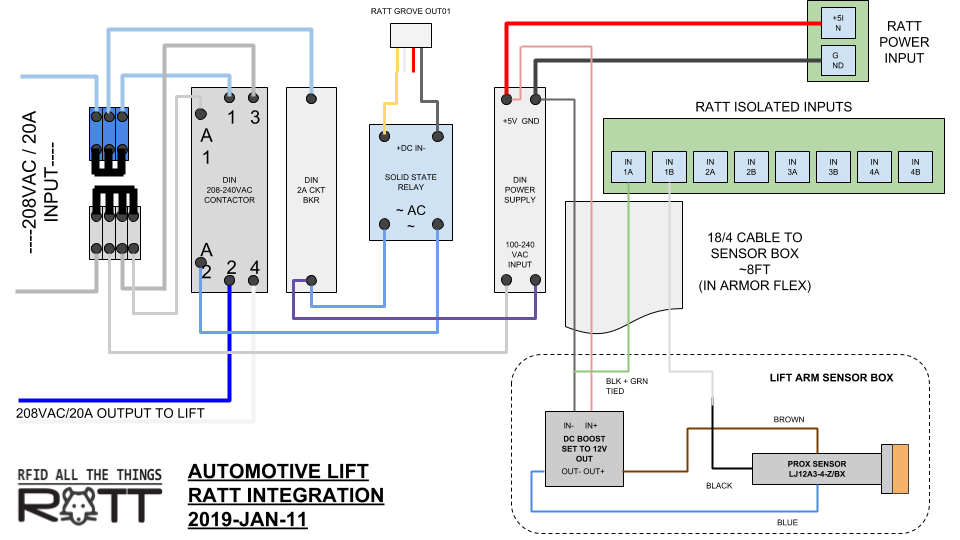 RATT GROVE OUT01
+5I
N
G
ND
RATT
POWER
INPUT
----208VAC / 20A
INPUT----
A
1
1 3
DIN
208-240VAC
CONTACTOR
A
2
2 4
DIN
2A CKT
BKR
+DC IN-
SOLID STATE
RELAY
~ AC ~
+5V GND
DIN
POWER
SUPPLY
100-240
VAC
INPUT
RATT ISOLATED INPUTS
IN
1A
IN
1B
IN
2A
IN
2B
IN
3A
IN
3B
IN
4A
IN
4B
18/4 CABLE TO
SENSOR BOX
~8FT
(IN ARMOR FLEX)
BLK + GRN
TIED
LIFT ARM SENSOR BOX
IN- IN+
DC BOOST
SET TO 12V
OUT
OUT- OUT+
BROWN
PROX SENSOR
LJ12A3-4-Z/BX
BLACK
BLUE
208VAC/20A OUTPUT TO LIFT
RFID ALL THE THINGS
RATT
AUTOMOTIVE LIFT
RATT INTEGRATION
2019-JAN-11